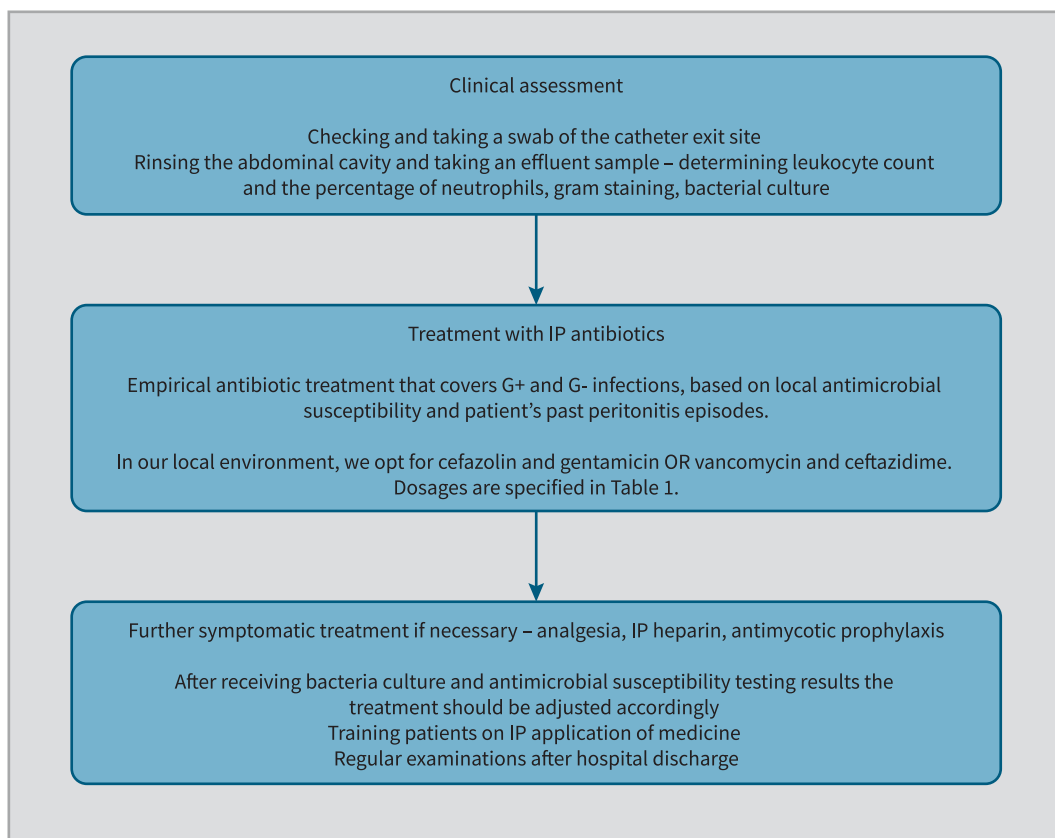 Clinical assessment
Checking and taking a swab of the catheter exit site
Rinsing the abdominal cavity and taking an effluent sample – determining leukocyte count
and the percentage of neutrophils, gram staining, bacterial culture
Treatment with IP antibiotics
Empirical antibiotic treatment that covers G+ and G- infections, based on local antimicrobial
susceptibility and patient's past peritonitis episodes.
In our local environment, we opt for cefazolin and gentamicin OR vancomycin and ceftazidime.
Dosages are specified in Table 1.
Further symptomatic treatment if necessary – analgesia, IP heparin, antimycotic prophylaxis
After receiving bacteria culture and antimicrobial susceptibility testing results the
treatment should be adjusted accordingly
Training patients on IP application of medicine
Regular examinations after hospital discharge